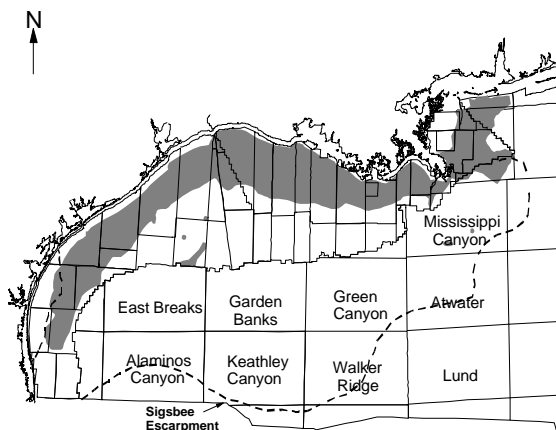 N
Mississippi
Canyon
East Breaks
Garden
Banks
Green
Canyon
Atwater
Alaminos
Canyon
Keathley
Canyon
Walker
Ridge
Lund
Sigsbee
Escarpment